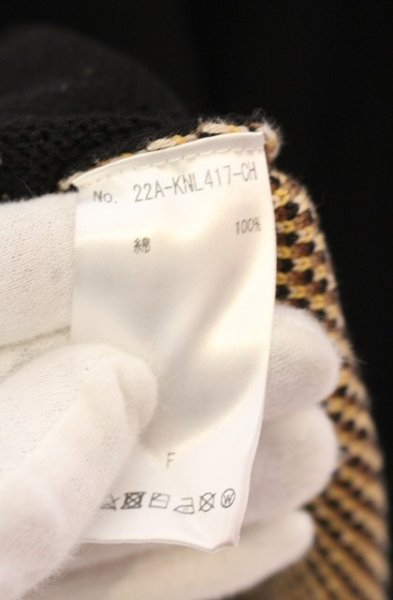 No. 22A-KNL417-CH
綿 100%
F
W